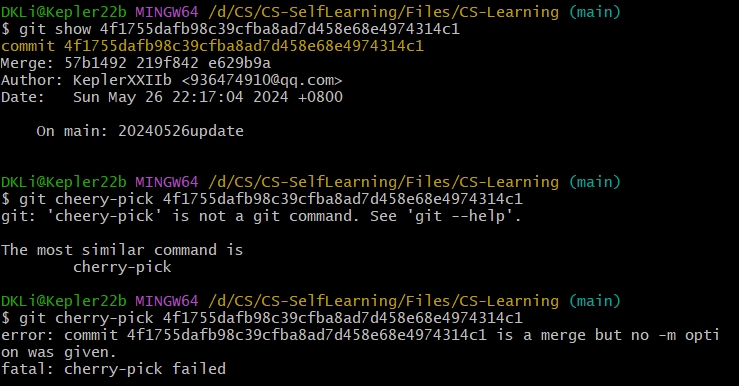 DKLi@Kepler22b MINGW64 /d/CS/CS-SelfLearning/Files/CS-Learning (main)
$ git show 4f1755dafb98c39cfba8ad7d458e68e4974314c1
commit 4f1755dafb98c39cfba8ad7d458e68e4974314c1
Merge: 57b1492 219f842 e629b9a
Author: KeplerXXIIb <936474910@qq.com>
Date:   Sun May 26 22:17:04 2024 +0800
    On main: 20240526update
DKLi@Kepler22b MINGW64 /d/CS/CS-SelfLearning/Files/CS-Learning (main)
$ git cheery-pick 4f1755dafb98c39cfba8ad7d458e68e4974314c1
git: 'cheery-pick' is not a git command. See 'git --help'.
The most similar command is
        cherry-pick
DKLi@Kepler22b MINGW64 /d/CS/CS-SelfLearning/Files/CS-Learning (main)
$ git cherry-pick 4f1755dafb98c39cfba8ad7d458e68e4974314c1
error: commit 4f1755dafb98c39cfba8ad7d458e68e4974314c1 is a merge but no -m opti
on was given.
fatal: cherry-pick failed